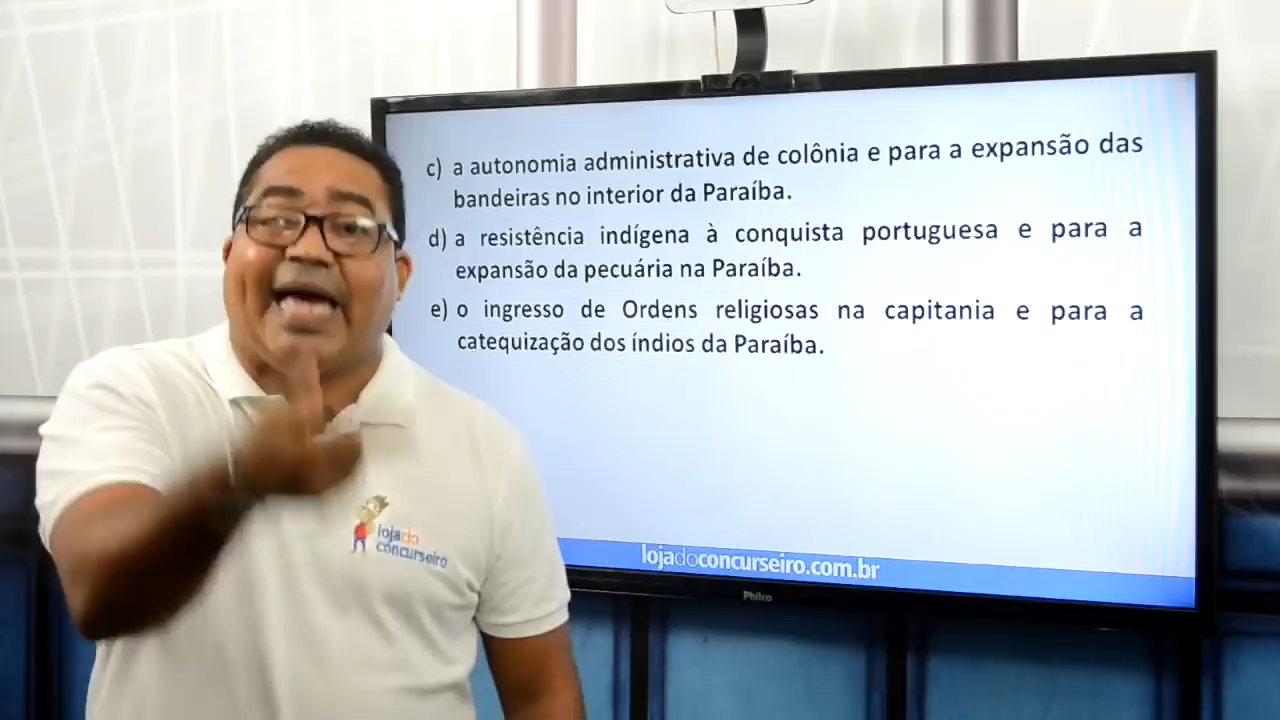 c) a autonomia administrativa de colônia e para a expansão das
bandeiras no interior da Paraíba.
d) a resistência indígena à conquista portuguesa e para a
expansão da pecuária na Paraíba.
e) o ingresso de Ordens religiosas na capitania e para a
catequização dos índios da Paraíba.
lojadoconcurseiro.com.br
Philco
lojado
concurseiro